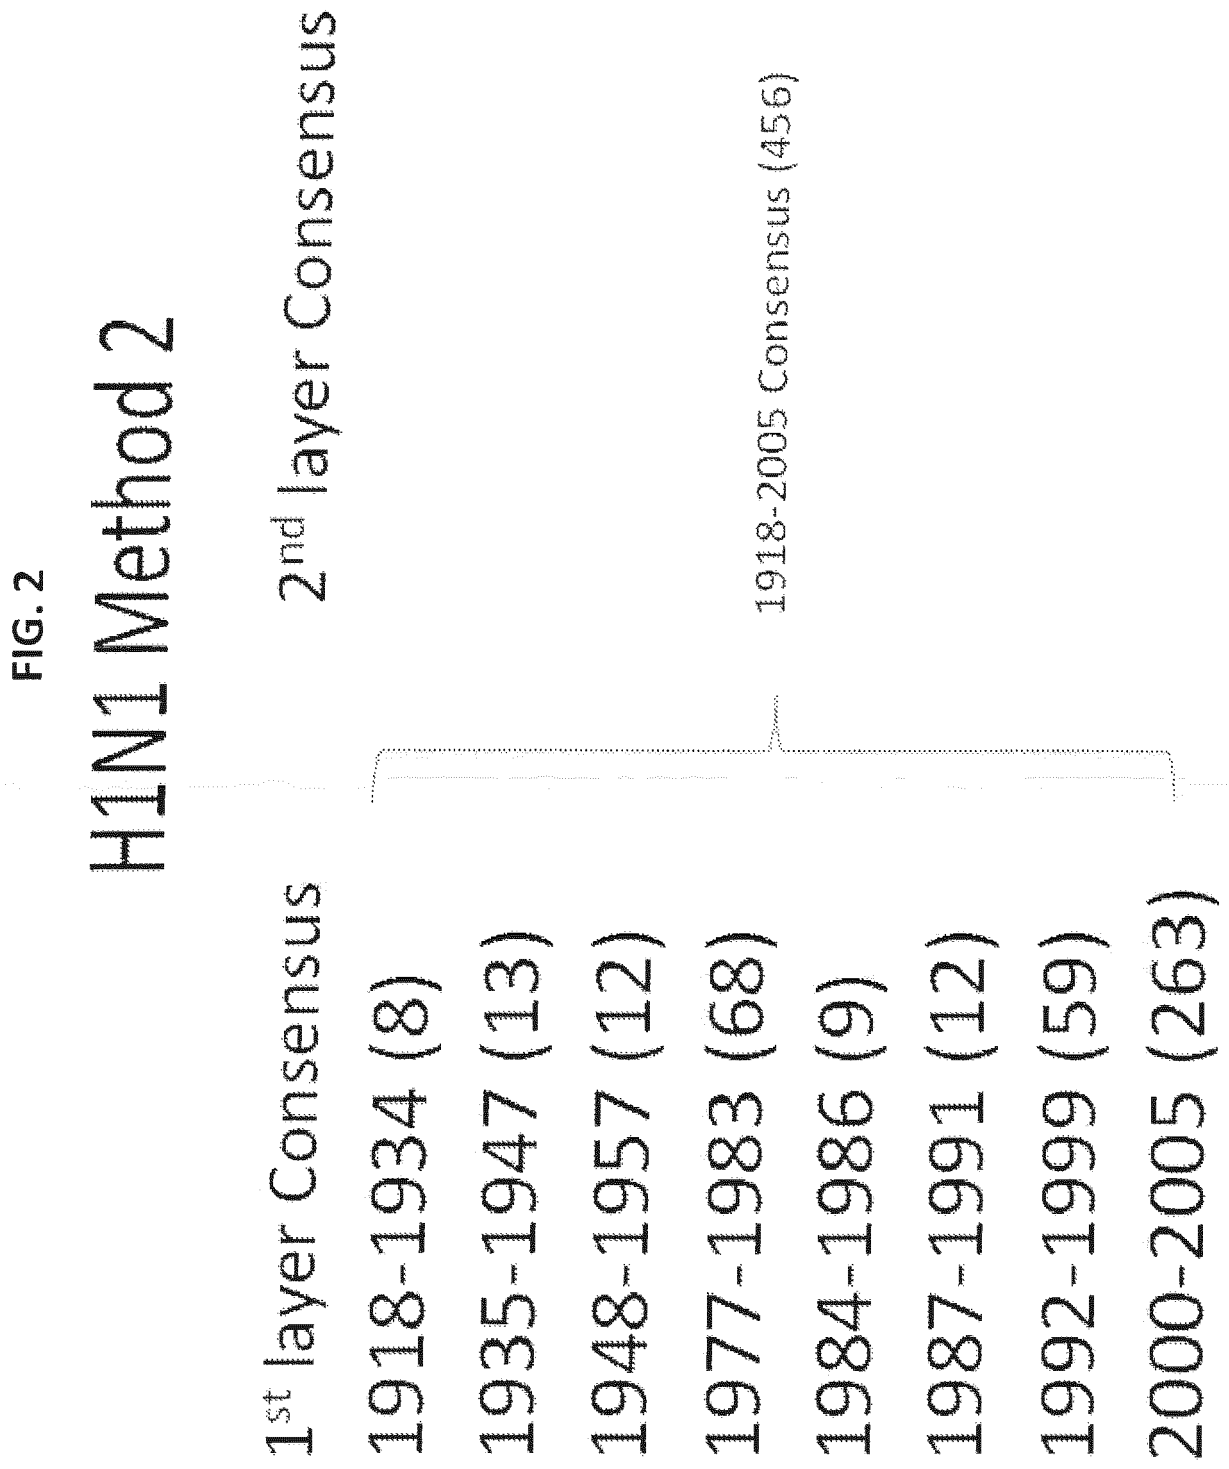 FIG. 2
H1N1 Method 2
1st layer Consensus
2nd layer Consensus
1918-1934 (8)
1935-1947 (13)
1948-1957 (12)
1977-1983 (68)
1984-1986 (9)
1987-1991 (12)
1992-1999 (59)
2000-2005 (263)
1918-2005 Consensus (456)